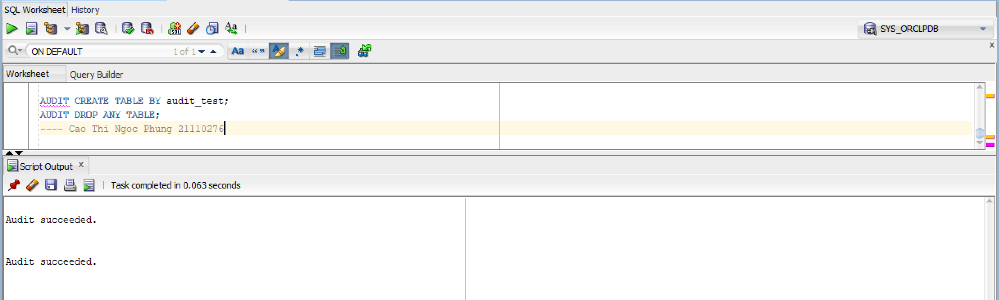 SQL Worksheet History
SQL Aa
SYS_ORCLPDB
ON DEFAULT 1 of 1 Aa “ ” A .*
x
Worksheet Query Builder
AUDIT CREATE TABLE BY audit_test;
AUDIT DROP ANY TABLE;
---- Cao Thi Ngoc Phung 21110276
Script Output x
Task completed in 0.063 seconds
Audit succeeded.
Audit succeeded.